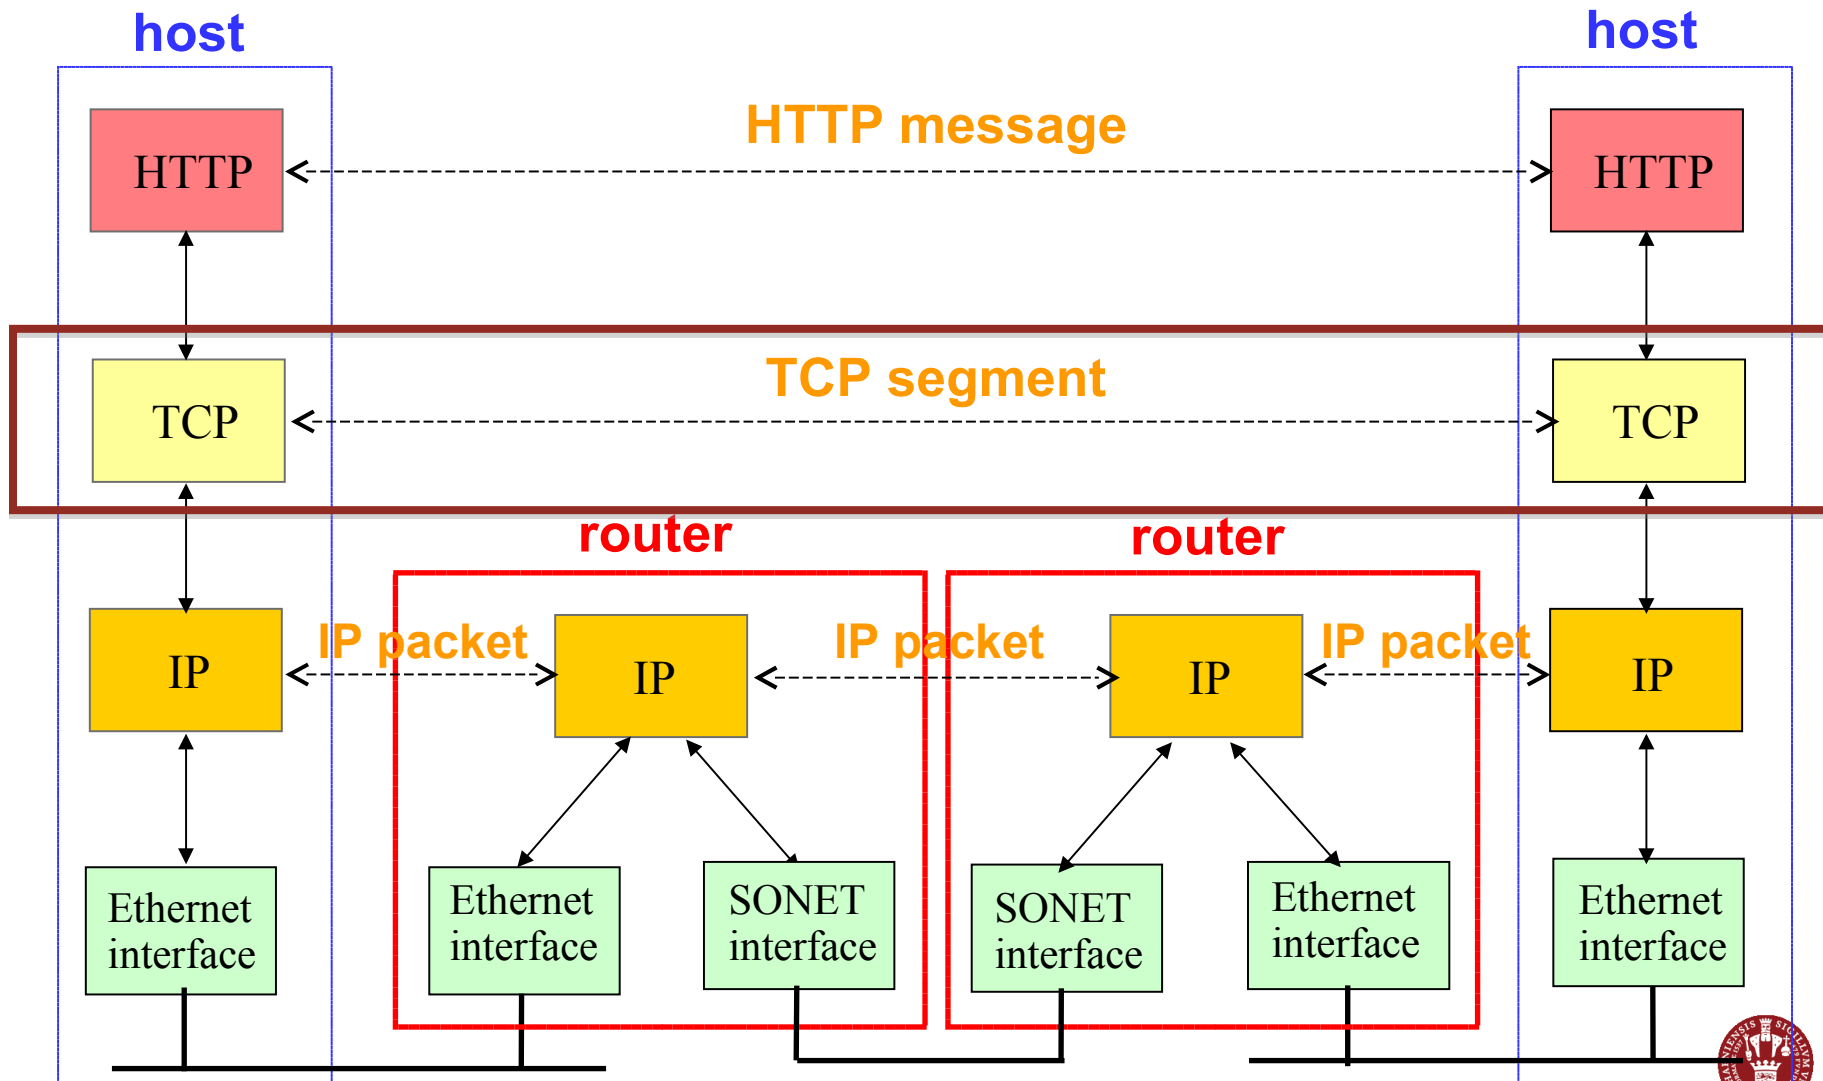 host
host
HTTP message
HTTP
HTTP
TCP segment
TCP
TCP
router
router
IP packet
IP packet
IP packet
IP
IP
IP
IP
Ethernet
interface
Ethernet
interface
SONET
interface
SONET
interface
Ethernet
interface
Ethernet
interface